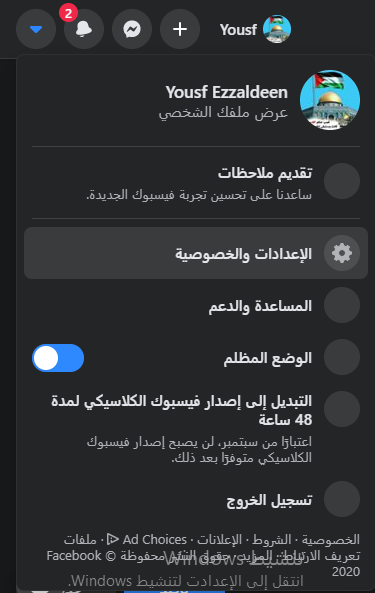 2
Yousf
Yousf Ezzaldeen
عرض ملفك الشخصي
تقديم ملاحظات
ساعدنا على تحسين تجربة فيسبوك الجديدة.
الإعدادات والخصوصية
المساعدة والدعم
الوضع المظلم
التبديل إلى إصدار فيسبوك الكلاسيكي لمدة
48 ساعة
اعتبارًا من سبتمبر، لن يصبح إصدار فيسبوك
الكلاسيكي متوفرًا بعد ذلك.
تسجيل الخروج
الخصوصية · الشروط · الإعلانات · Ad Choices · ملفات
تعريف الارتباط · المزيد · حقوق النشر محفوظة © Facebook
2020
تنشيط Windows
انتقل إلى الإعدادت لتنشيط Windows.